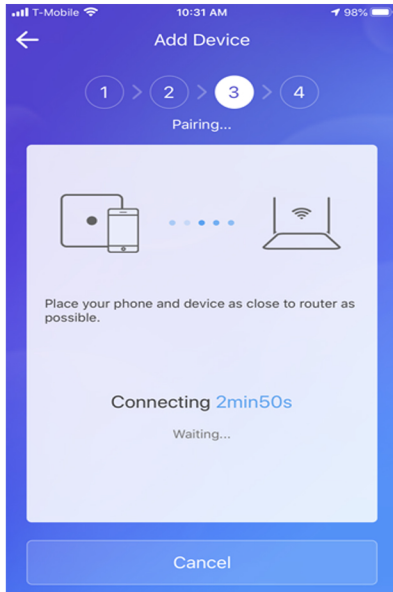 T-Mobile 10:31 AM 98%
Add Device
1 > 2 > 3 > 4
Pairing...
Place your phone and device as close to router as
possible.
Connecting 2min50s
Waiting...
Cancel